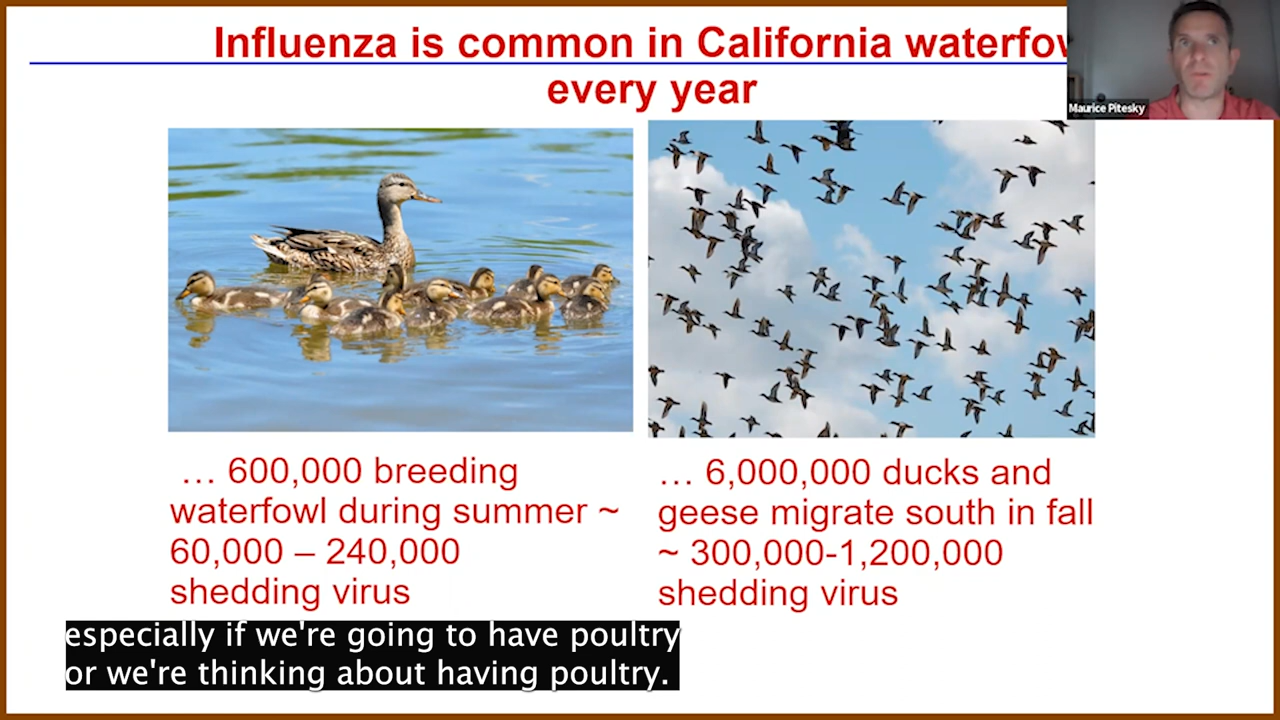 Influenza is common in California waterfow
every year
Maurice Pitesky
… 600,000 breeding
waterfowl during summer ~
60,000 – 240,000
shedding virus
… 6,000,000 ducks and
geese migrate south in fall
~ 300,000-1,200,000
shedding virus
especially if we're going to have poultry
or we're thinking about having poultry.